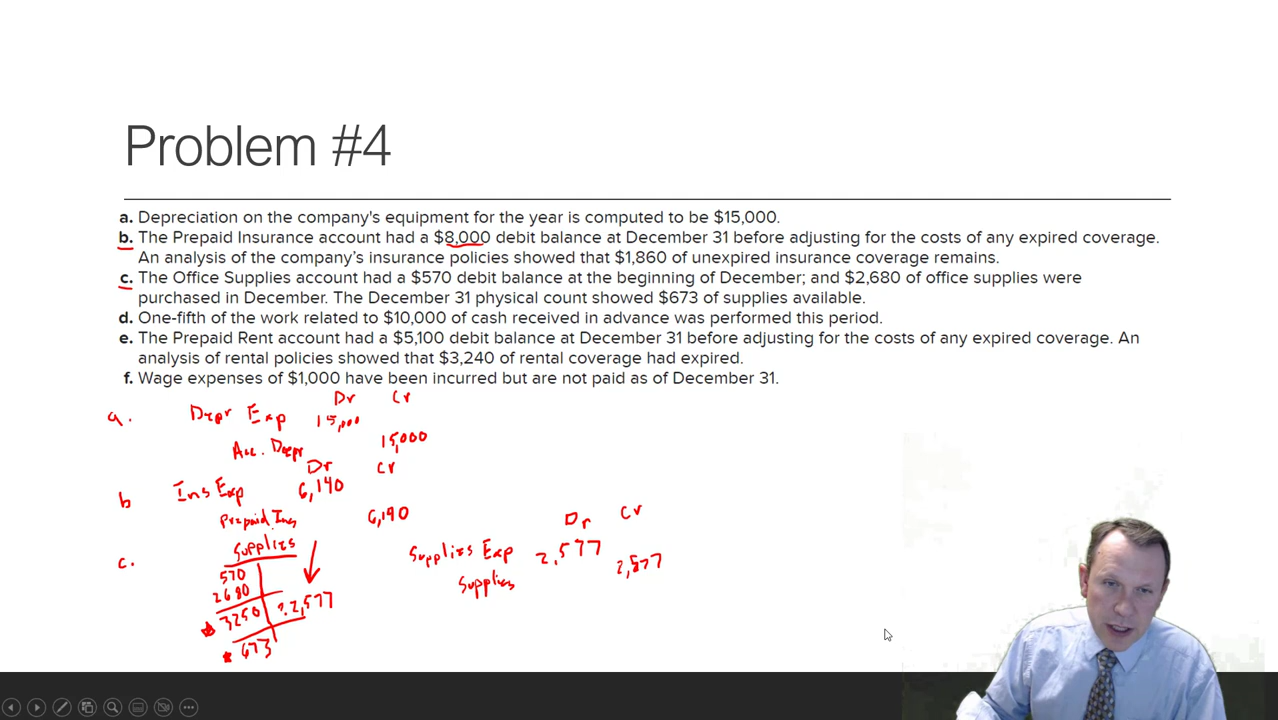 Problem #4
a. Depreciation on the company's equipment for the year is computed to be $15,000.
b. The Prepaid Insurance account had a $8,000 debit balance at December 31 before adjusting for the costs of any expired coverage.
An analysis of the company's insurance policies showed that $1,860 of unexpired insurance coverage remains.
c. The Office Supplies account had a $570 debit balance at the beginning of December; and $2,680 of office supplies were
purchased in December. The December 31 physical count showed $673 of supplies available.
d. One-fifth of the work related to $10,000 of cash received in advance was performed this period.
e. The Prepaid Rent account had a $5,100 debit balance at December 31 before adjusting for the costs of any expired coverage. An
analysis of rental policies showed that $3,240 of rental coverage had expired.
f. Wage expenses of $1,000 have been incurred but are not paid as of December 31.
Dr Cr
a. Depr Exp 15,000
Acc. Depr 15,000
Dr Cr
b Ins Exp 6,140
Prepaid Ins 6,140
c. Supplies
570
2680
3250 ? 2,577
673
Dr Cr
Supplies Exp 2,577
Supplies 2,577